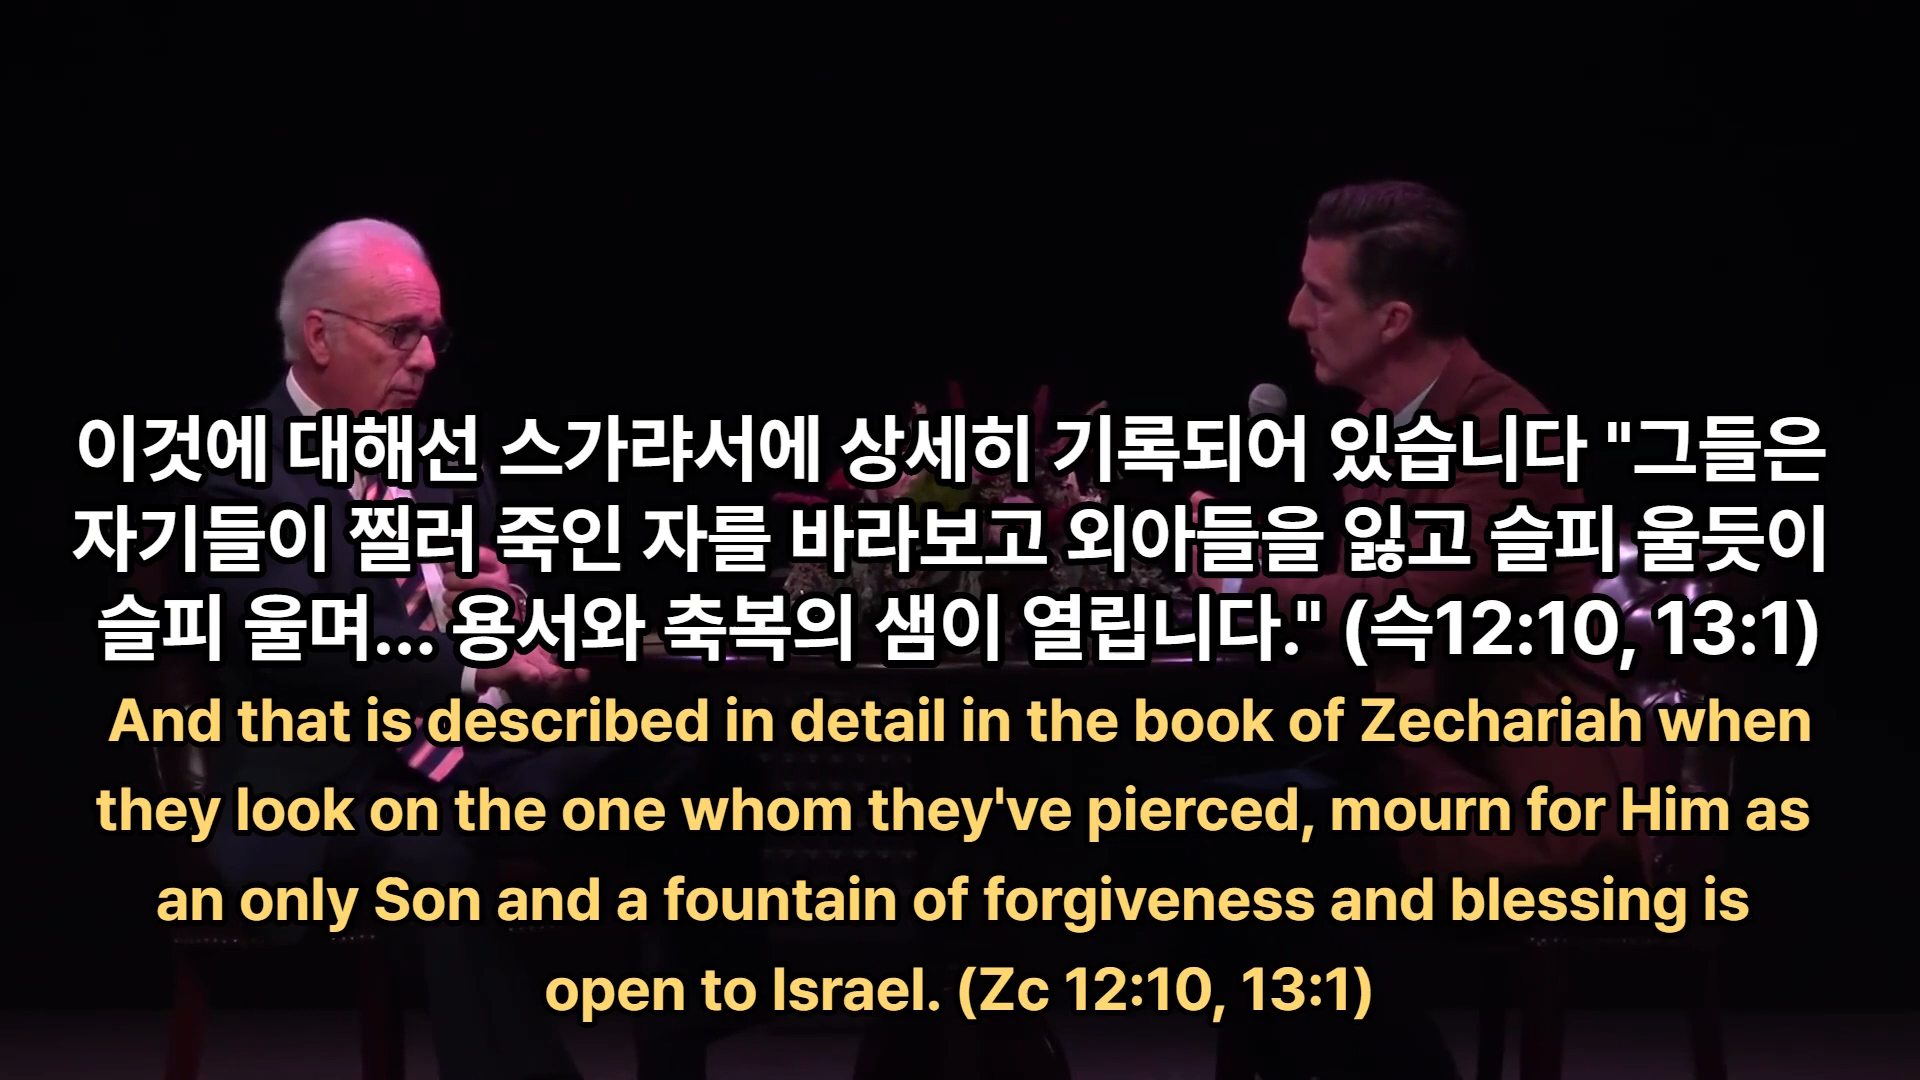 이것에 대해선 스가랴서에 상세히 기록되어 있습니다 "그들은
자기들이 찔러 죽인 자를 바라보고 외아들을 잃고 슬피 울듯이
슬피 울며... 용서와 축복의 샘이 열립니다." (슥12:10, 13:1)
And that is described in detail in the book of Zechariah when
they look on the one whom they've pierced, mourn for Him as
an only Son and a fountain of forgiveness and blessing is
open to Israel. (Zc 12:10, 13:1)